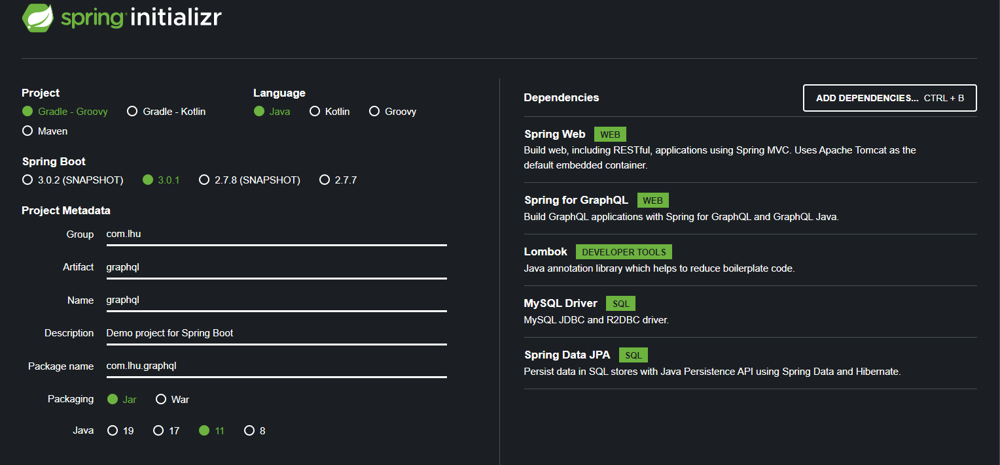 spring initializr
Project
Gradle - Groovy Gradle - Kotlin
Maven
Language
Java Kotlin Groovy
Spring Boot
3.0.2 (SNAPSHOT) 3.0.1 2.7.8 (SNAPSHOT) 2.7.7
Project Metadata
Group com.lhu
Artifact graphql
Name graphql
Description Demo project for Spring Boot
Package name com.lhu.graphql
Packaging Jar War
Java 19 17 11 8
Dependencies ADD DEPENDENCIES... CTRL + B
Spring Web WEB
Build web, including RESTful, applications using Spring MVC. Uses Apache Tomcat as the
default embedded container.
Spring for GraphQL WEB
Build GraphQL applications with Spring for GraphQL and GraphQL Java.
Lombok DEVELOPER TOOLS
Java annotation library which helps to reduce boilerplate code.
MySQL Driver SQL
MySQL JDBC and R2DBC driver.
Spring Data JPA SQL
Persist data in SQL stores with Java Persistence API using Spring Data and Hibernate.